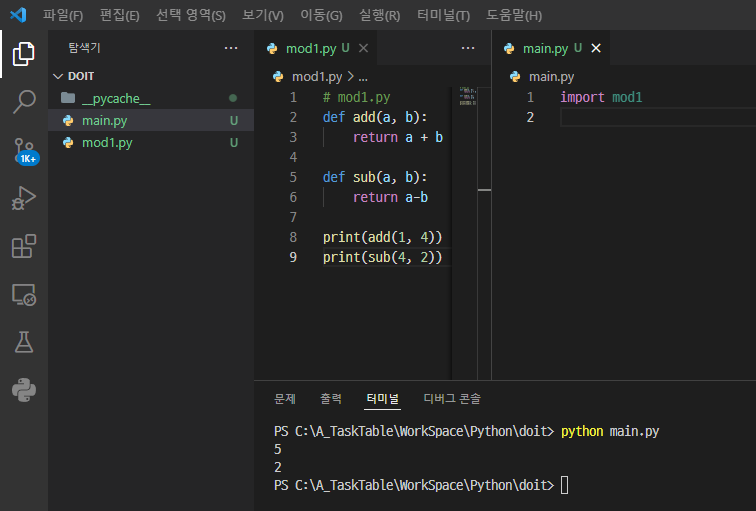 파일(F) 편집(E) 선택 영역(S) 보기(V) 이동(G) 실행(R) 터미널(T) 도움말(H)
탐색기 ...
DOIT
__pycache__
main.py U
mod1.py U
1K+
mod1.py U
mod1.py > ...
1 # mod1.py
2 def add(a, b):
3 return a + b
4
5 def sub(a, b):
6 return a-b
7
8 print(add(1, 4))
9 print(sub(4, 2))
main.py U
main.py
1 import mod1
2
문제 출력 터미널 디버그 콘솔
PS C:\A_TaskTable\WorkSpace\Python\doit> python main.py
5
2
PS C:\A_TaskTable\WorkSpace\Python\doit>